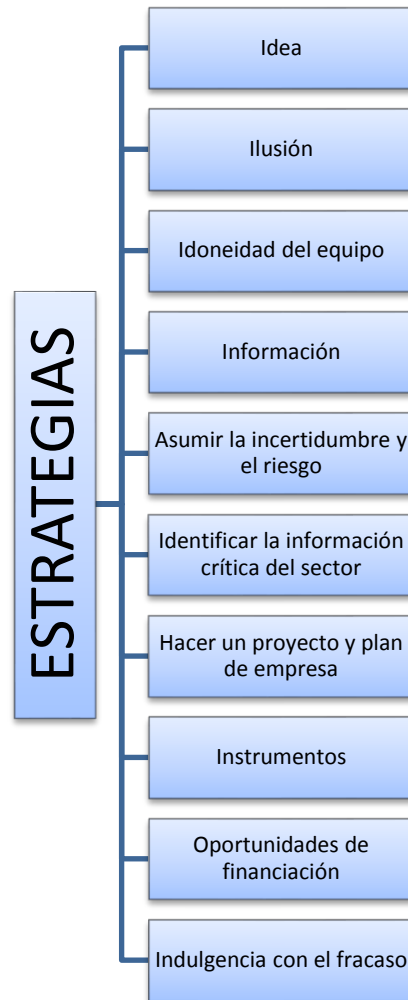 ESTRATEGIAS
Idea
Ilusión
Idoneidad del equipo
Información
Asumir la incertidumbre y
el riesgo
Identificar la información
crítica del sector
Hacer un proyecto y plan
de empresa
Instrumentos
Oportunidades de
financiación
Indulgencia con el fracaso